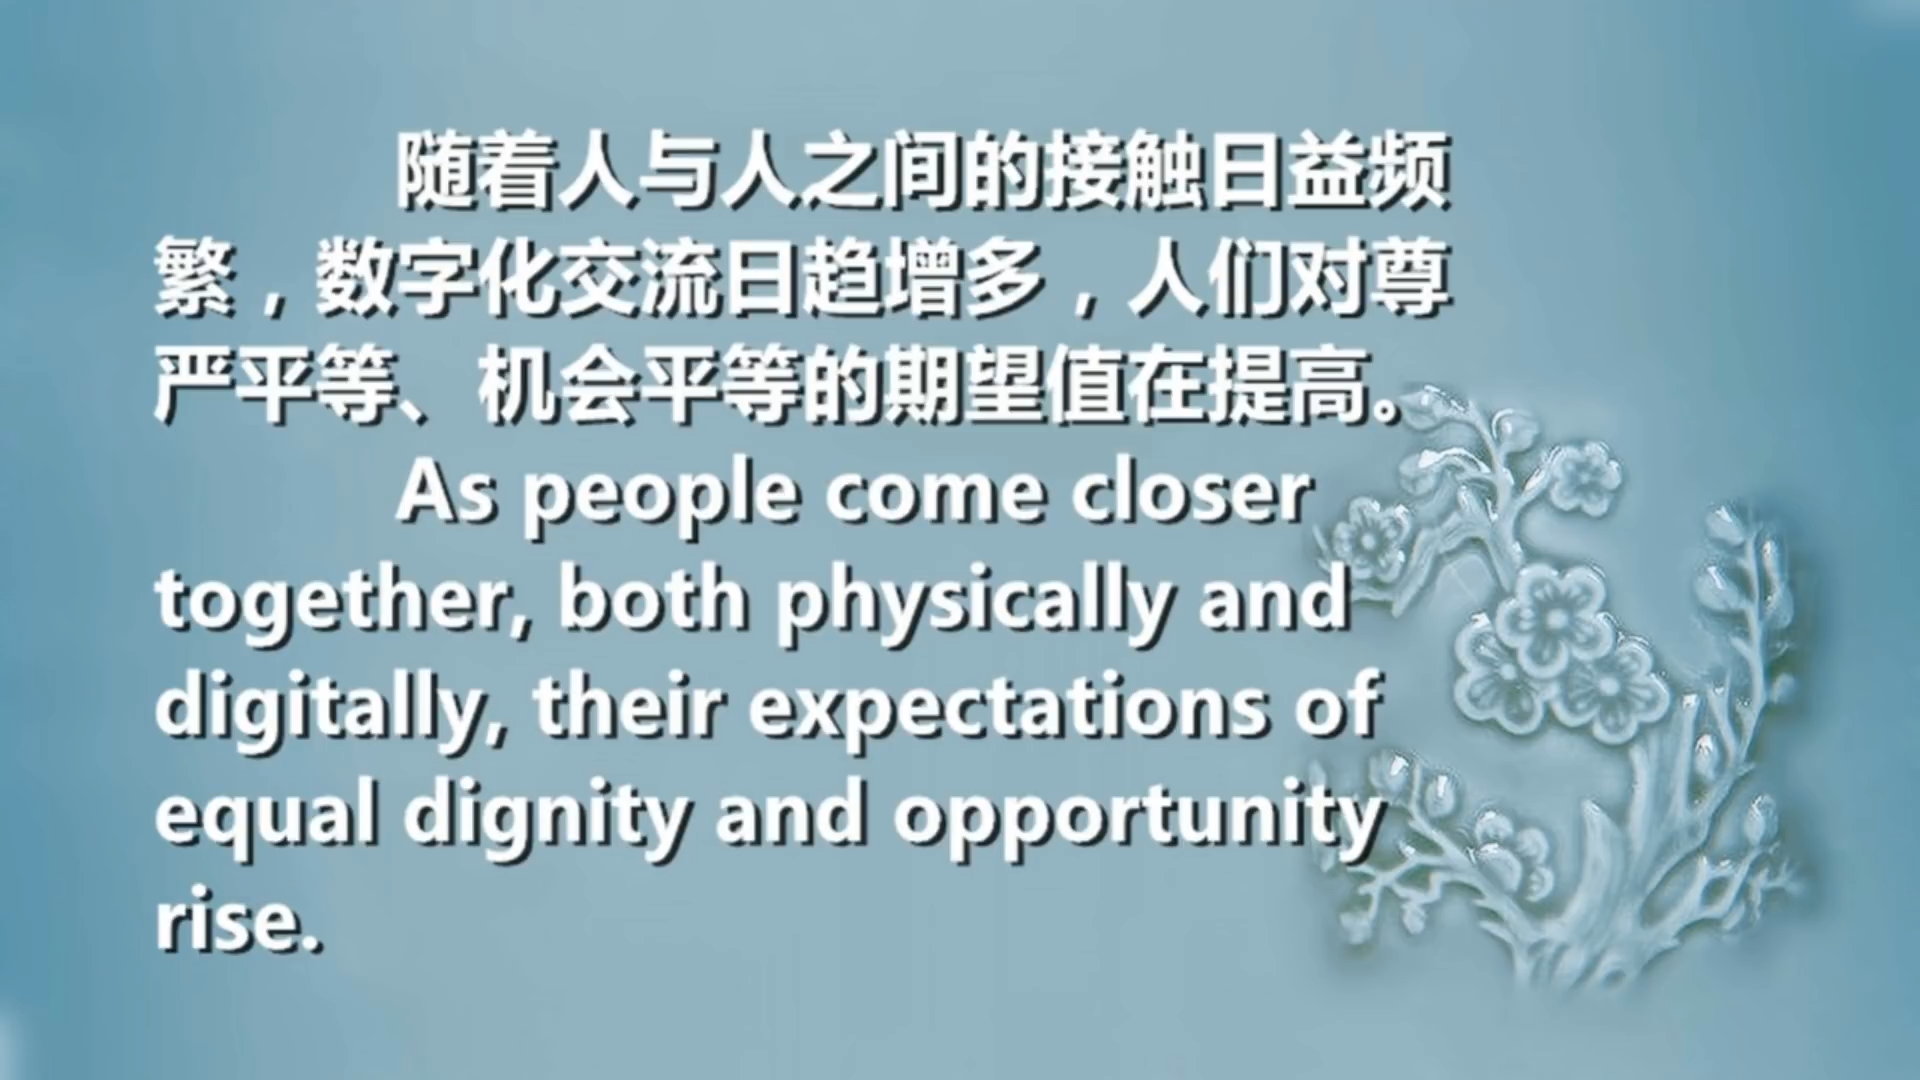 随着人与人之间的接触日益频
繁，数字化交流日趋增多，人们对尊
严平等、机会平等的期望值在提高。
As people come closer
together, both physically and
digitally, their expectations of
equal dignity and opportunity
rise.